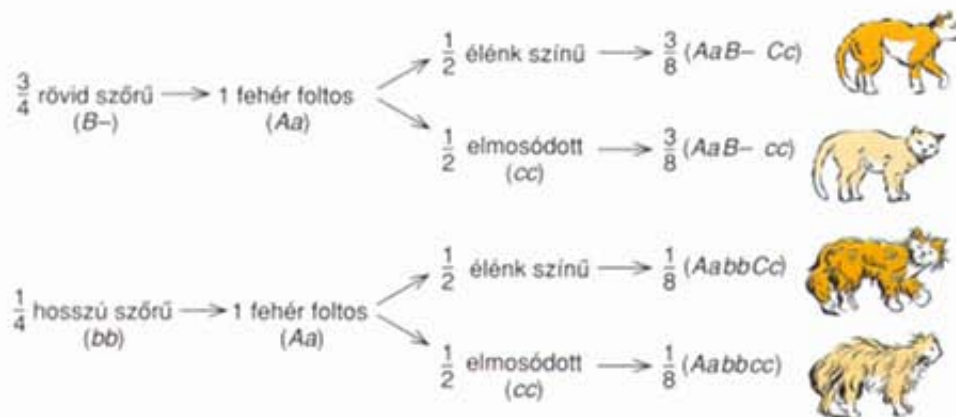 1/2 élénk színű → 3/8 (AaB– Cc)
3/4 rövid szőrű → 1 fehér foltos
(B–) (Aa)
1/2 elmosódott → 3/8 (AaB– cc)
(cc)
1/2 élénk színű → 1/8 (AabbCc)
1/4 hosszú szőrű → 1 fehér foltos
(bb) (Aa)
1/2 elmosódott → 1/8 (Aabbcc)
(cc)